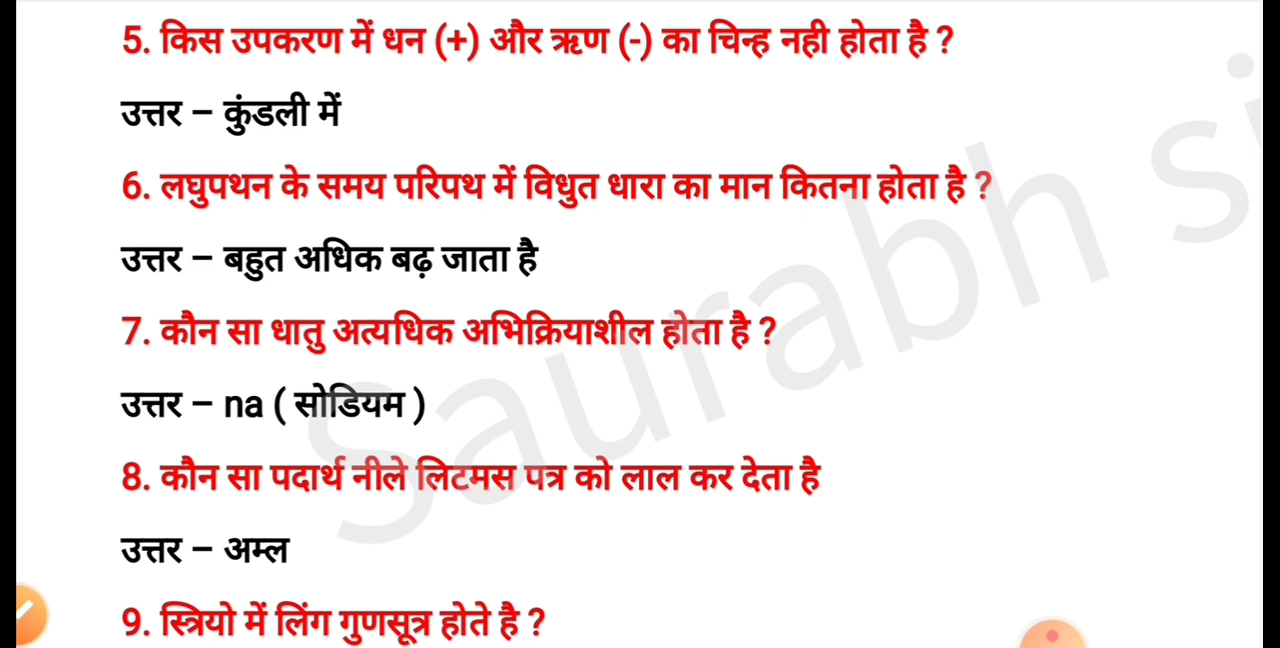 5. किस उपकरण में धन (+) और ऋण (-) का चिन्ह नही होता है ?
उत्तर – कुंडली में
6. लघुपथन के समय परिपथ में विधुत धारा का मान कितना होता है ?
उत्तर – बहुत अधिक बढ़ जाता है
7. कौन सा धातु अत्यधिक अभिक्रियाशील होता है ?
उत्तर – na ( सोडियम )
8. कौन सा पदार्थ नीले लिटमस पत्र को लाल कर देता है
उत्तर – अम्ल
9. स्त्रियो में लिंग गुणसूत्र होते है ?
Saurabh si